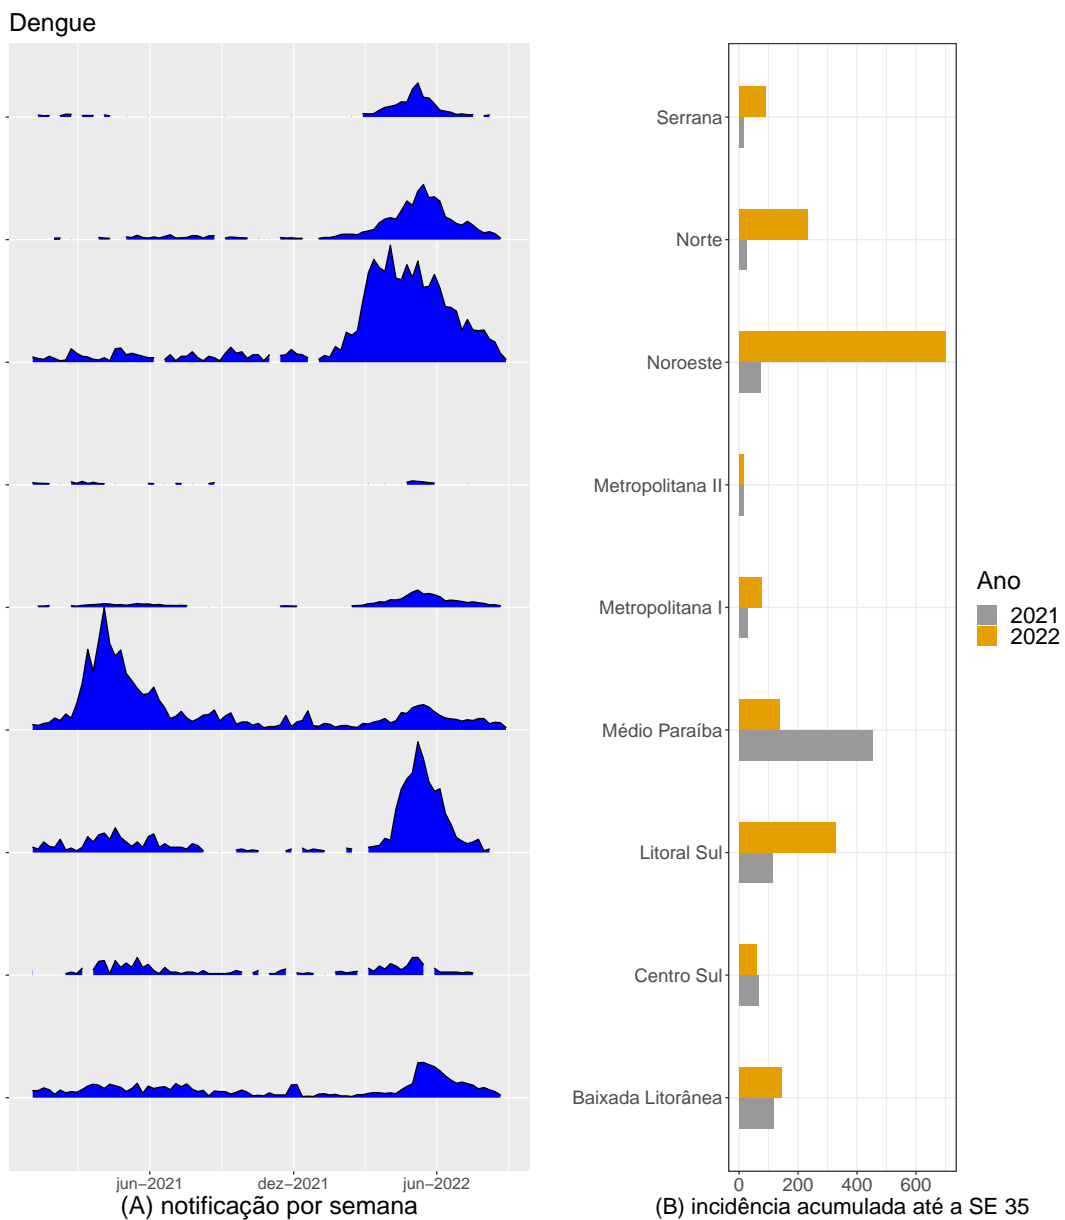 Dengue
Serrana
Norte
Noroeste
Metropolitana II
Metropolitana I
Médio Paraíba
Litoral Sul
Centro Sul
Baixada Litorânea
jun−2021 dez−2021 jun−2022
(A) notificação por semana
0 200 400 600
(B) incidência acumulada até a SE 35
Ano
2021
2022